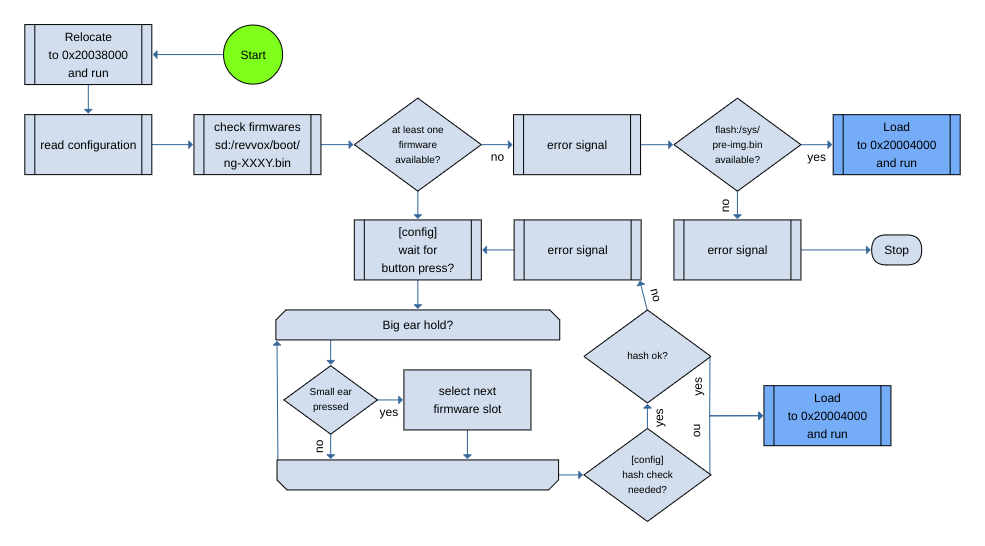 Relocate
to 0x20038000
and run
Start
read configuration
check firmwares
sd:/revvox/boot/
ng-XXXY.bin
at least one
firmware
available?
no
error signal
flash:/sys/
pre-img.bin
available?
yes
Load
to 0x20004000
and run
no
[config]
wait for
button press?
error signal
error signal
Stop
no
Big ear hold?
hash ok?
Small ear
pressed
yes
select next
firmware slot
yes
Load
to 0x20004000
and run
no
yes
no
[config]
hash check
needed?